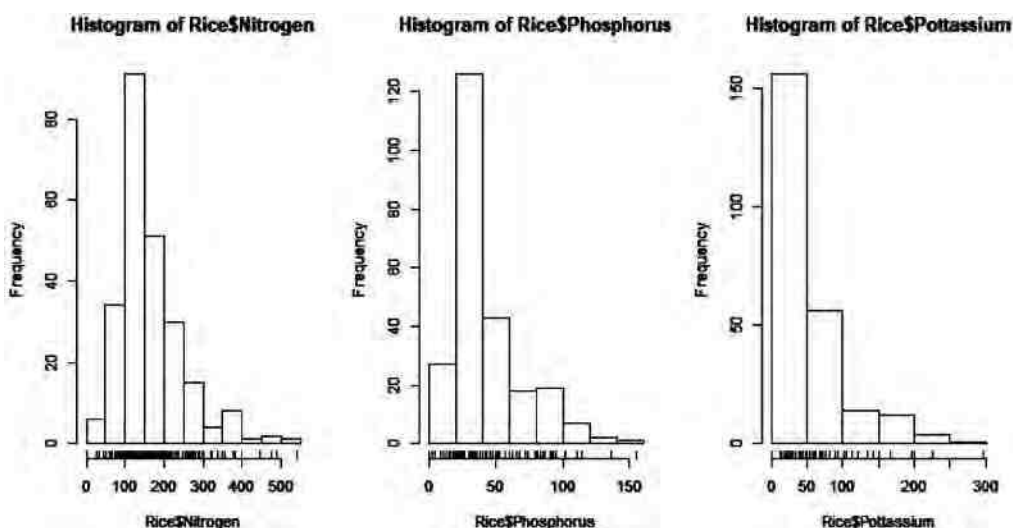 Histogram of Rice$Nitrogen
Frequency
0 20 40 60 80
0 100 200 300 400 500
Rice$Nitrogen
Histogram of Rice$Phosphorus
Frequency
0 20 40 60 80 100 120
0 50 100 150
Rice$Phosphorus
Histogram of Rice$Pottassium
Frequency
0 50 100 150
0 50 100 200 300
Rice$Pottassium